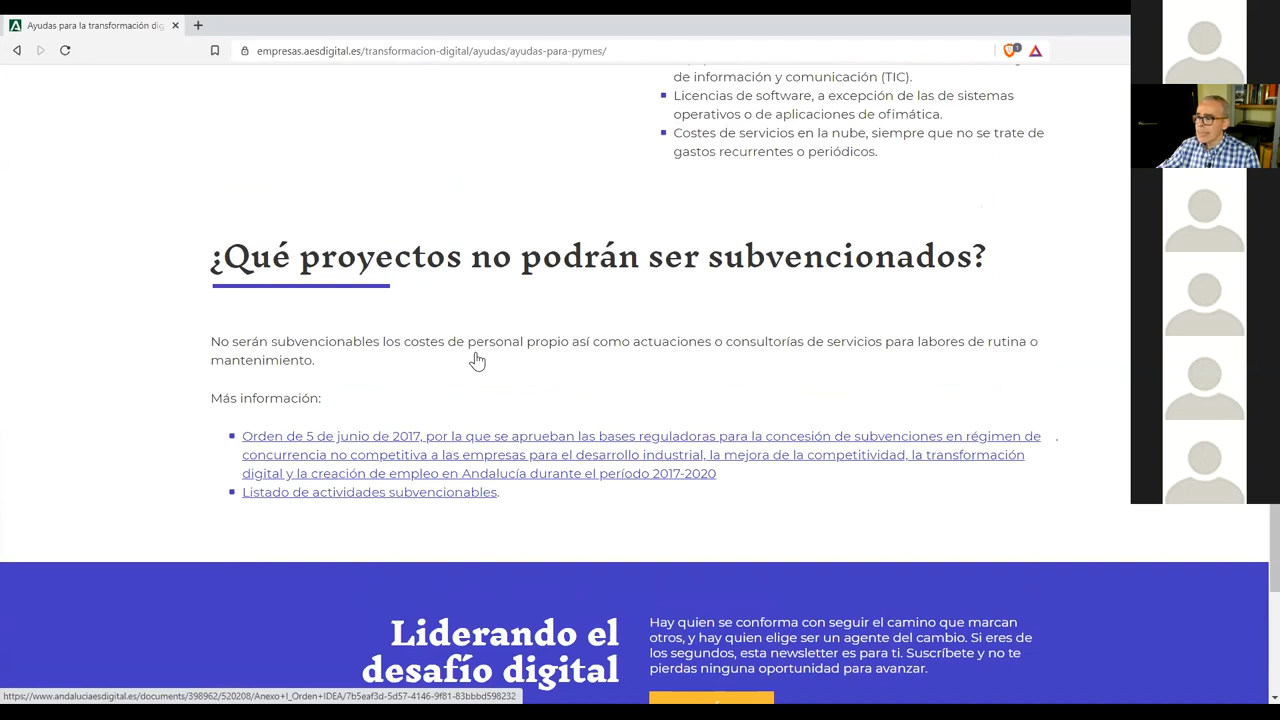 Ayudas para la transformación dig
empresas.aesdigital.es/transformacion-digital/ayudas/ayudas-para-pymes/
1
de información y comunicación (TIC).
Licencias de software, a excepción de las de sistemas
operativos o de aplicaciones de ofimática.
Costes de servicios en la nube, siempre que no se trate de
gastos recurrentes o periódicos.
¿Qué proyectos no podrán ser subvencionados?
No serán subvencionables los costes de personal propio así como actuaciones o consultorías de servicios para labores de rutina o
mantenimiento.
Más información:
Orden de 5 de junio de 2017, por la que se aprueban las bases reguladoras para la concesión de subvenciones en régimen de
concurrencia no competitiva a las empresas para el desarrollo industrial, la mejora de la competitividad, la transformación
digital y la creación de empleo en Andalucía durante el período 2017-2020
.
Listado de actividades subvencionables.
Liderando el
desafío digital
Hay quien se conforma con seguir el camino que marcan
otros, y hay quien elige ser un agente del cambio. Si eres de
los segundos, esta newsletter es para ti. Suscríbete y no te
pierdas ninguna oportunidad para avanzar.
https://www.andaluciaesdigital.es/documents/398962/520208/Anexo+I_Orden+IDEA/7b5eaf3d-5d57-4146-9f81-83bbbd598232